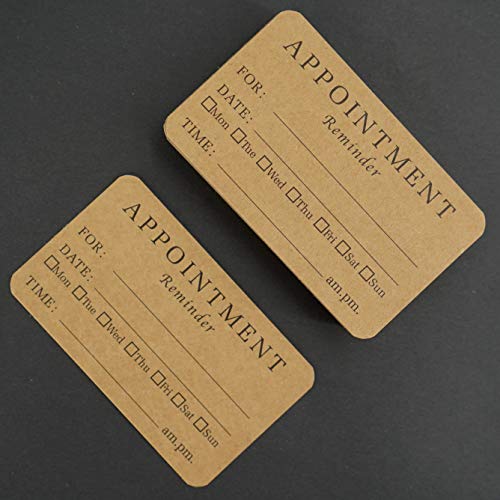 APPOINTMENT
Reminder
FOR:
DATE:
Mon Tue Wed Thu Fri Sat Sun
TIME: am.pm.
APPOINTMENT
Reminder
FOR:
DATE:
Mon Tue Wed Thu Fri Sat Sun
TIME: am.pm.